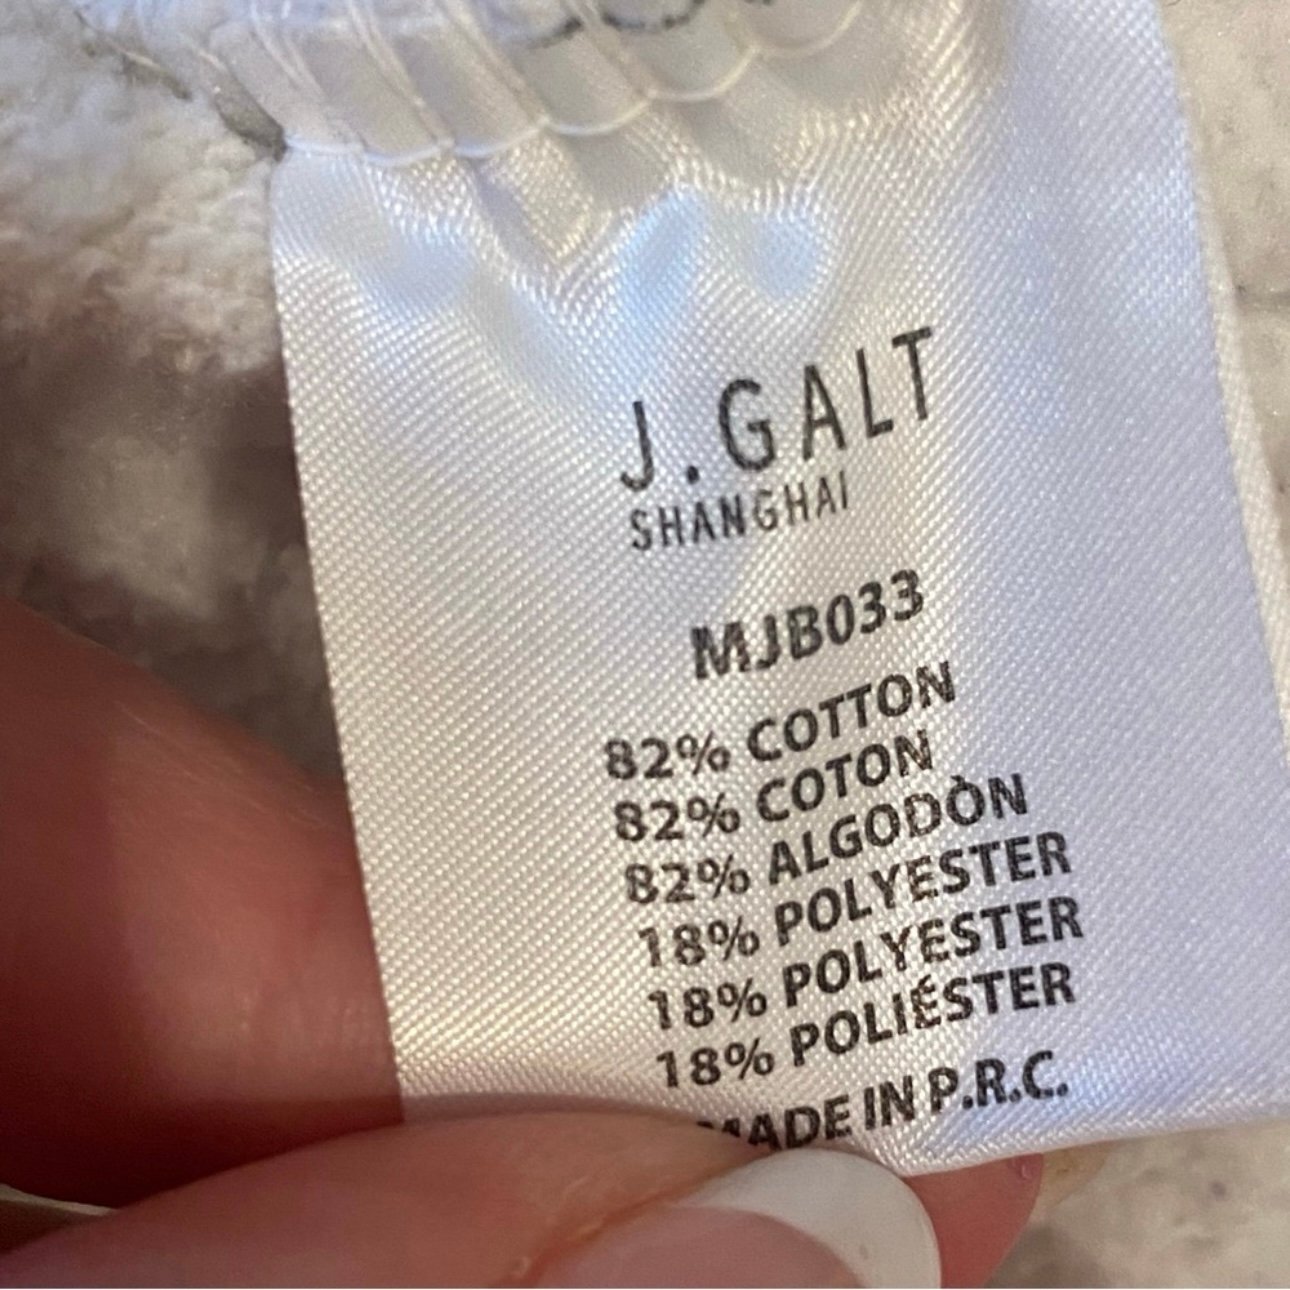 J.GALT
SHANGHAI
MJB033
82% COTTON
82% COTON
82% ALGODÒN
18% POLYESTER
18% POLYESTER
18% POLIÉSTER
MADE IN P.R.C.